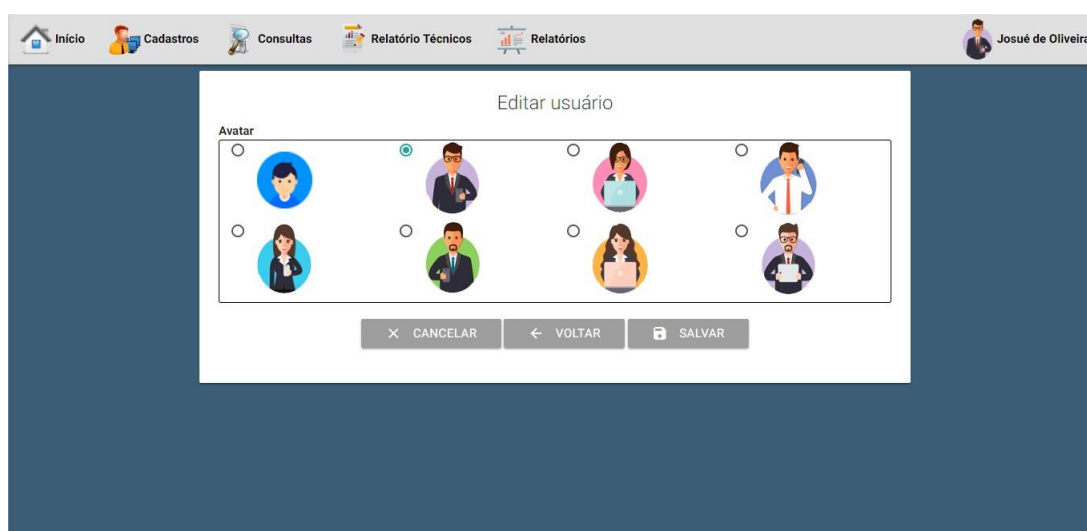 Início Cadastros Consultas Relatório Técnicos Relatórios Josué de Oliveira
Editar usuário
Avatar
CANCELAR VOLTAR SALVAR